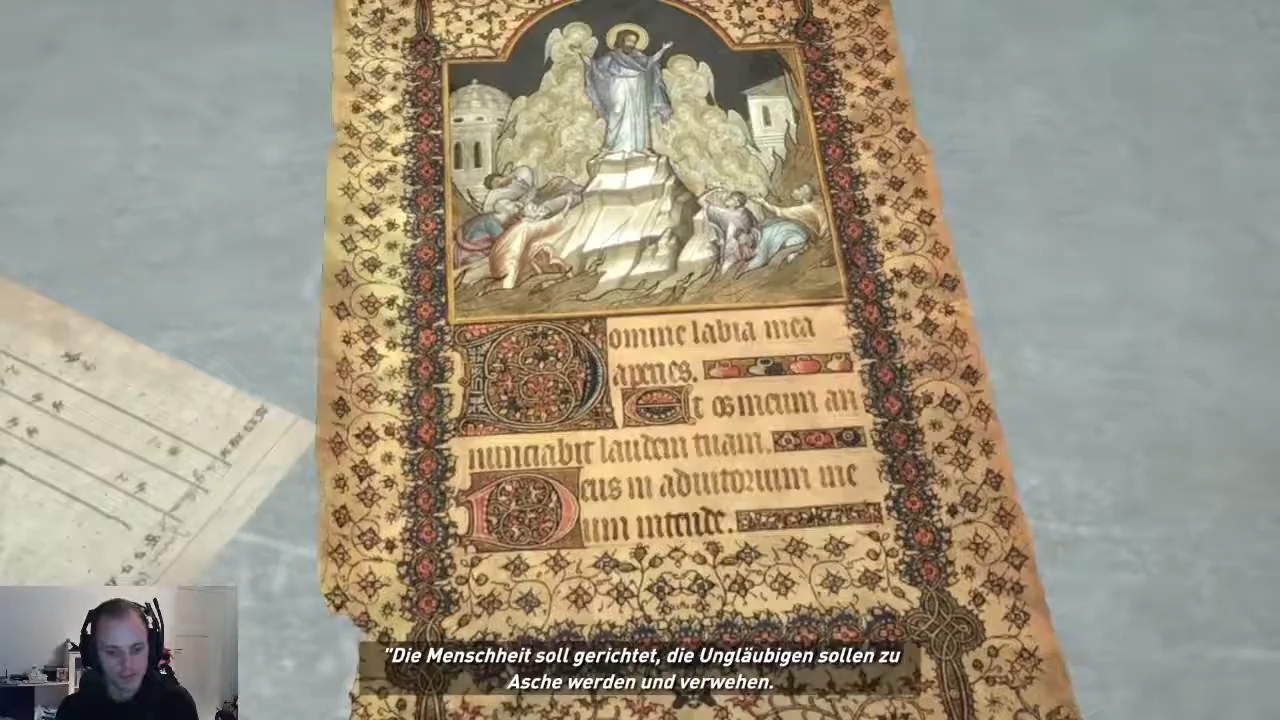 Domine labia mea
aperies.
Et os meum an
nunciabit laudem tuam.
Deus in adiutorium me
um intende.
"Die Menschheit soll gerichtet, die Ungläubigen sollen zu
Asche werden und verwehen.